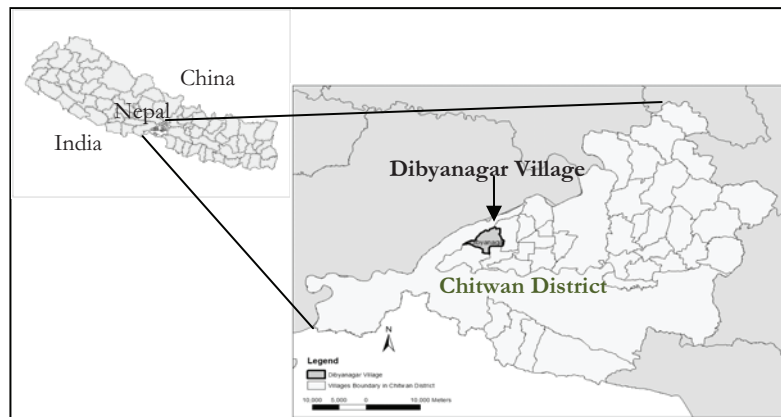 China
Nepal
India
Dibyanagar Village
Dibyanagar
Chitwan District
N
Legend
Dibyanagar Village
Villages Boundary in Chitwan District
10,000 5,000 0 10,000 Meters